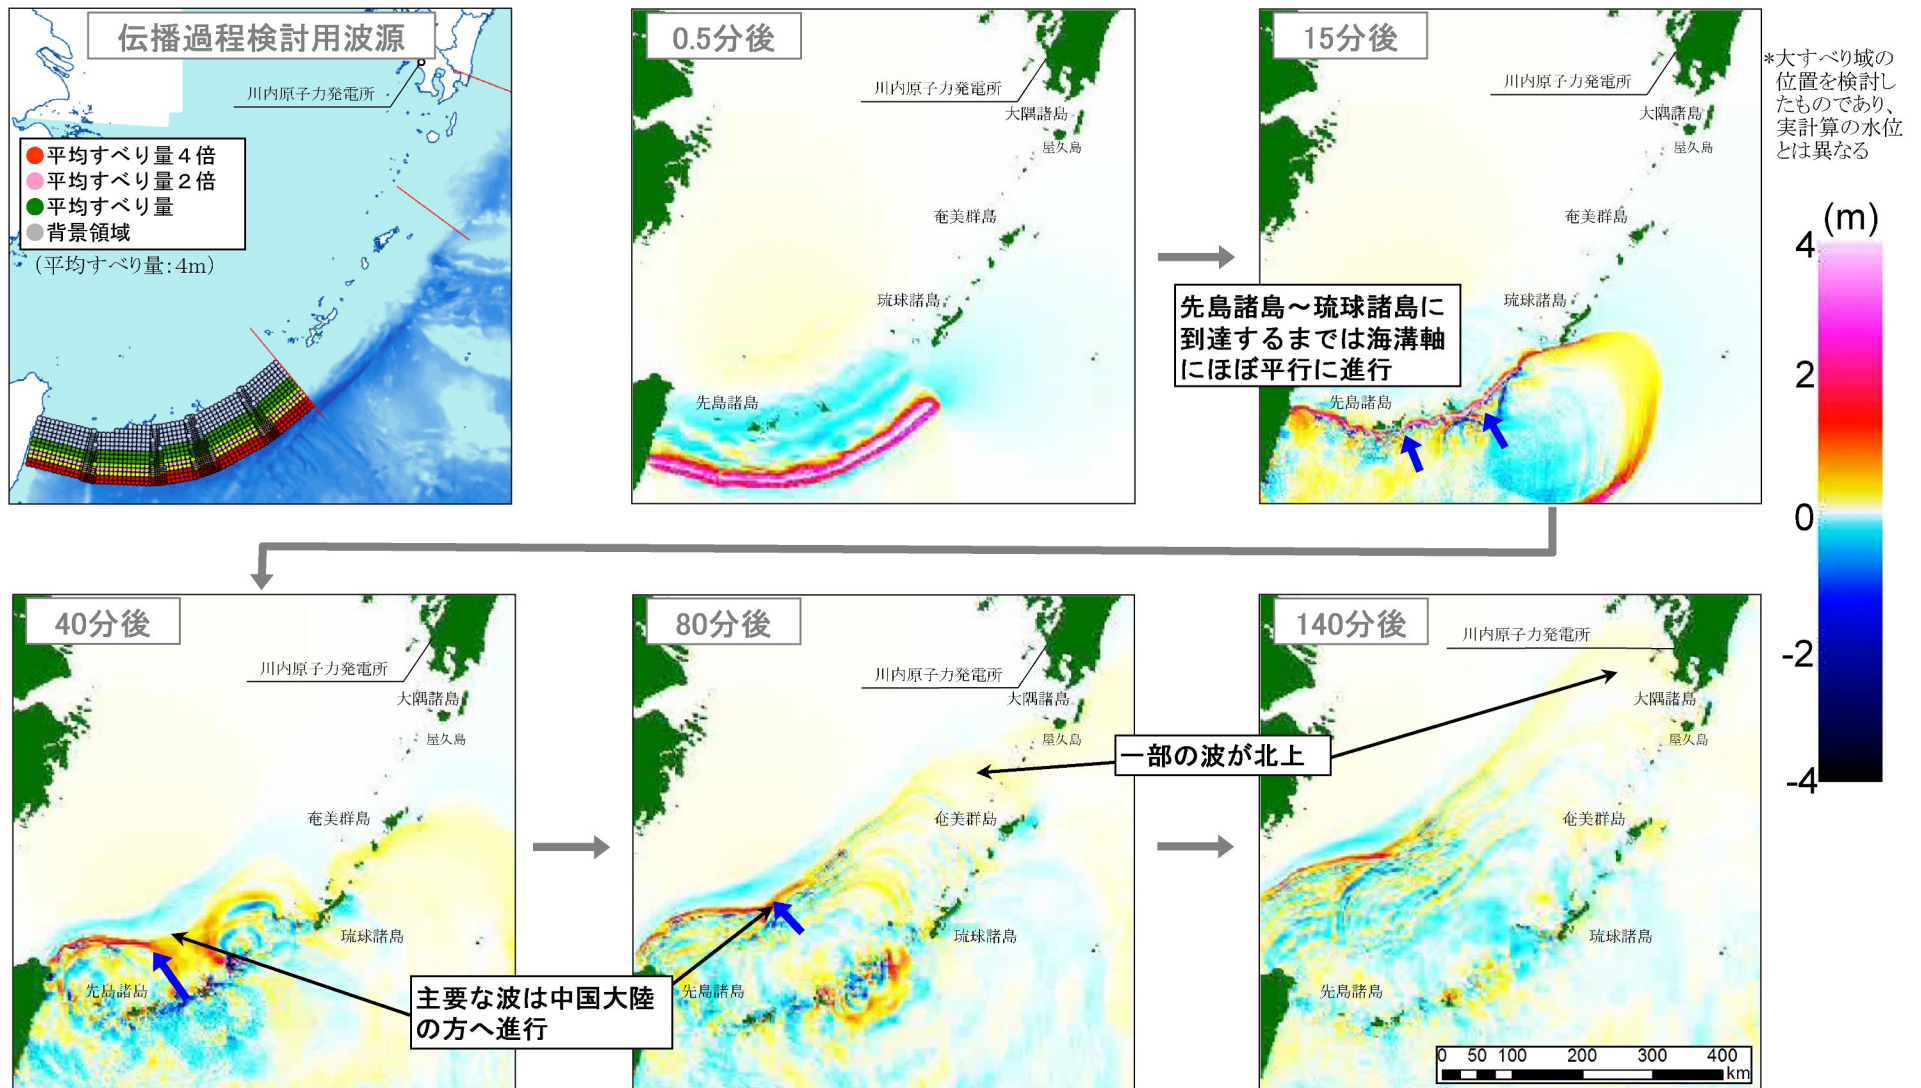 伝播過程検討用波源
川内原子力発電所
平均すべり量４倍
平均すべり量２倍
平均すべり量
背景領域
(平均すべり量:4m)
0.5分後
川内原子力発電所
大隅諸島
屋久島
奄美群島
琉球諸島
先島諸島
15分後
川内原子力発電所
大隅諸島
屋久島
奄美群島
琉球諸島
先島諸島～琉球諸島に
到達するまでは海溝軸
にほぼ平行に進行
先島諸島
*大すべり域の
位置を検討し
たものであり、
実計算の水位
とは異なる
(m)
4
2
0
-2
-4
40分後
川内原子力発電所
大隅諸島
屋久島
奄美群島
琉球諸島
先島諸島
主要な波は中国大陸
の方へ進行
80分後
川内原子力発電所
大隅諸島
屋久島
一部の波が北上
奄美群島
琉球諸島
先島諸島
140分後
川内原子力発電所
大隅諸島
屋久島
奄美群島
琉球諸島
先島諸島
0 50 100 200 300 400
km